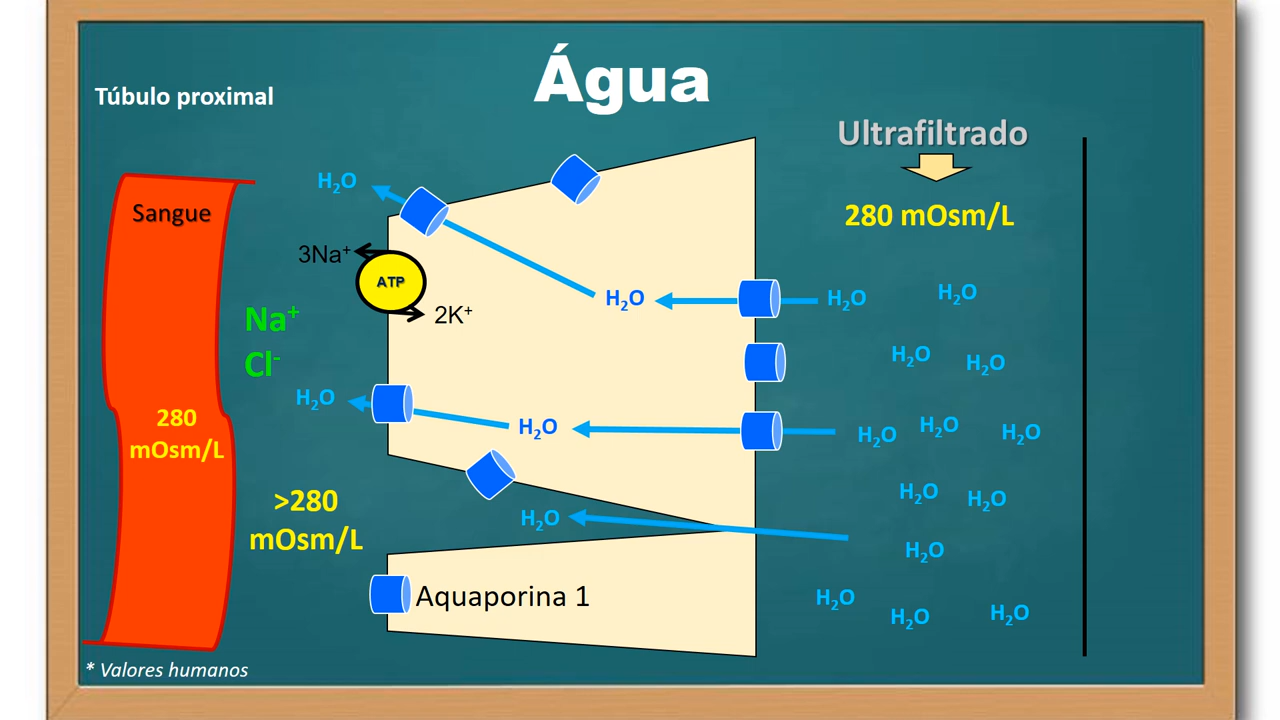 Água
Túbulo proximal
Ultrafiltrado
280 mOsm/L
Sangue
H₂O
3Na⁺
ATP
2K⁺
Na⁺
Cl⁻
H₂O
H₂O
H₂O
H₂O
H₂O
H₂O
H₂O
H₂O
H₂O
H₂O
H₂O
280
mOsm/L
H₂O
H₂O
>280
mOsm/L
H₂O
H₂O
Aquaporina 1
H₂O
H₂O
H₂O
* Valores humanos